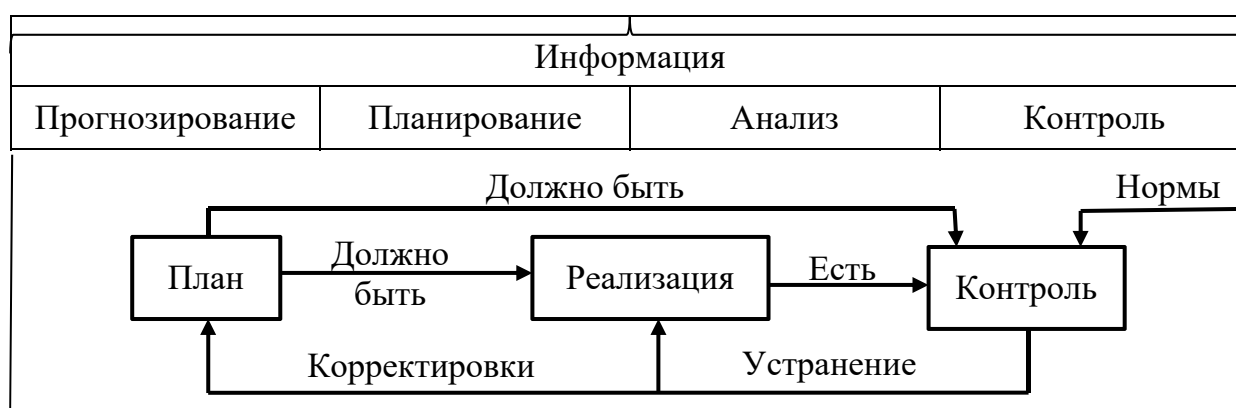 Информация
Прогнозирование Планирование Анализ Контроль
Должно быть
Нормы
План
Должно
быть
Реализация
Есть
Контроль
Корректировки
Устранение